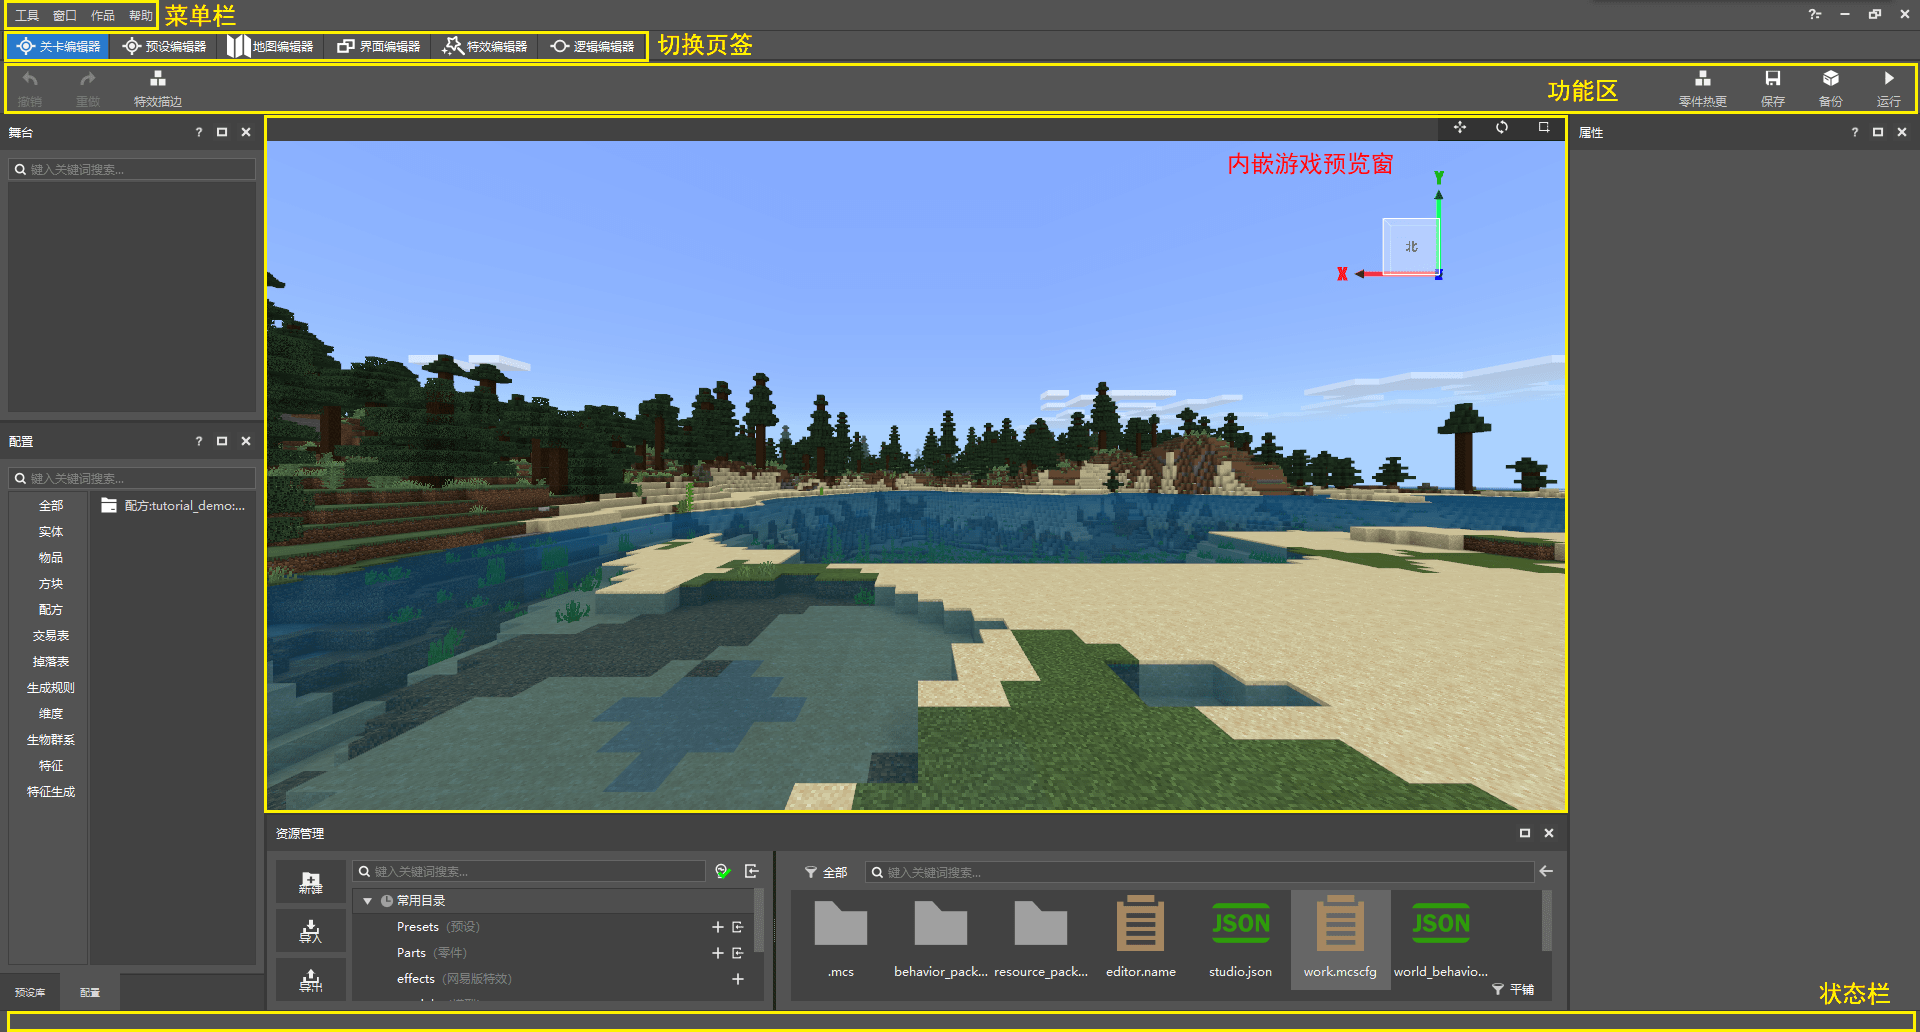 工具 窗口 作品 帮助 菜单栏
关卡编辑器 预设编辑器 地图编辑器 界面编辑器 特效编辑器 逻辑编辑器 切换页签
撤销 重做 特效描边 功能区 零件热更 保存 备份 运行
舞台
键入关键词搜索...
属性
内嵌游戏预览窗
Y
北
X
配置
键入关键词搜索...
全部
实体
物品
方块
配方
交易表
掉落表
生成规则
维度
生物群系
特征
特征生成
配方:tutorial_demo:...
预设库 配置
资源管理
新建
导入
导出
键入关键词搜索...
常用目录
Presets (预设)
Parts (零件)
effects (网易版特效)
全部 键入关键词搜索...
JSON JSON
.mcs behavior_pack... resource_pack... editor.name studio.json work.mcscfg world_behavio...
平铺
状态栏